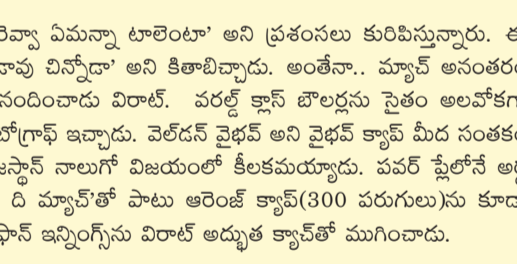 రెవ్వా ఏమన్నా టాలెంటా' అని ప్రశంసలు కురిపిస్తున్నారు.
డావు చిన్నోడా' అని కితాబిచ్చాడు. అంతేనా.. మ్యాచ్ అనంతరం
నందించాడు విరాట్. వరల్డ్ క్లాస్ బౌలర్లను సైతం అలవోకగా
టోగ్రాఫ్ ఇచ్చాడు. వెల్‌డన్ వైభవ్ అని వైభవ్ క్యాప్ మీద సంతకం
జస్థాన్ నాలుగో విజయంలో కీలకమయ్యాడు. పవర్ ప్లేలోనే
ది మ్యాచ్'తో పాటు ఆరెంజ్ క్యాప్(300 పరుగులు)ను కూడా
ఫాన్ ఇన్నింగ్స్‌ను విరాట్ అద్భుత క్యాచ్‌తో ముగించాడు.